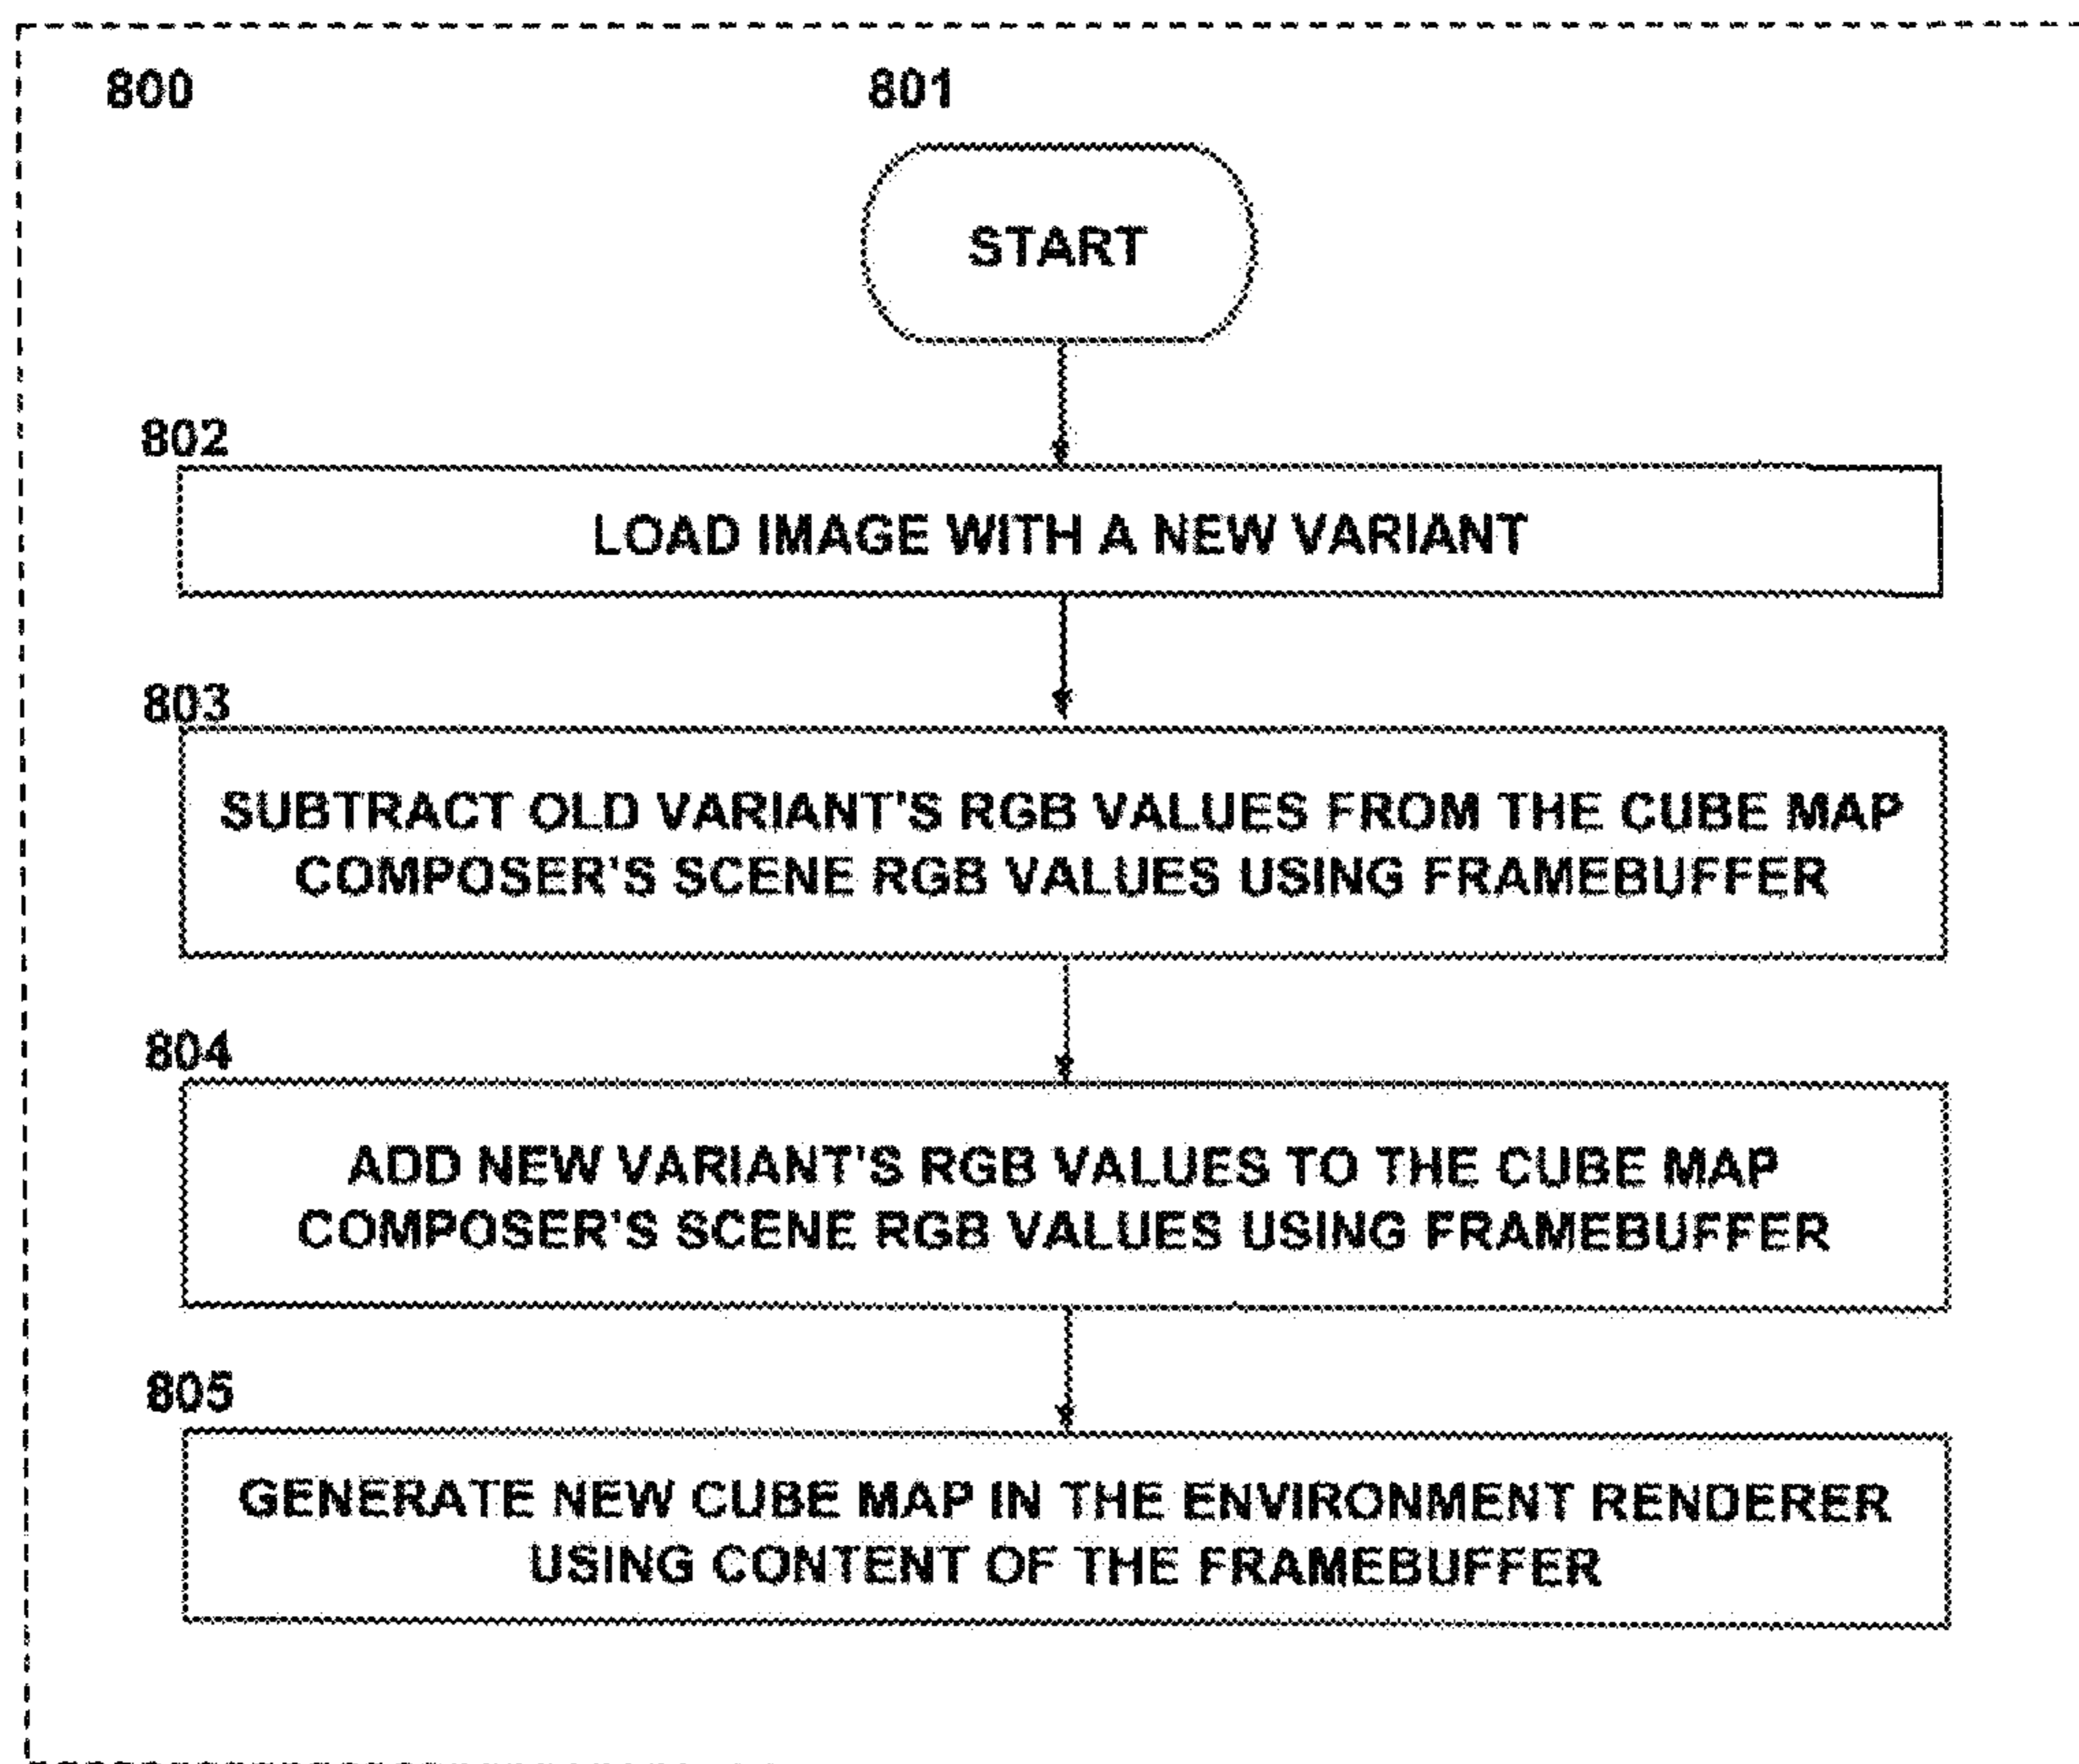 800
801
START
802
LOAD IMAGE WITH A NEW VARIANT
803
SUBTRACT OLD VARIANT'S RGB VALUES FROM THE CUBE MAP
COMPOSER'S SCENE RGB VALUES USING FRAMEBUFFER
804
ADD NEW VARIANT'S RGB VALUES TO THE CUBE MAP
COMPOSER'S SCENE RGB VALUES USING FRAMEBUFFER
805
GENERATE NEW CUBE MAP IN THE ENVIRONMENT RENDERER
USING CONTENT OF THE FRAMEBUFFER